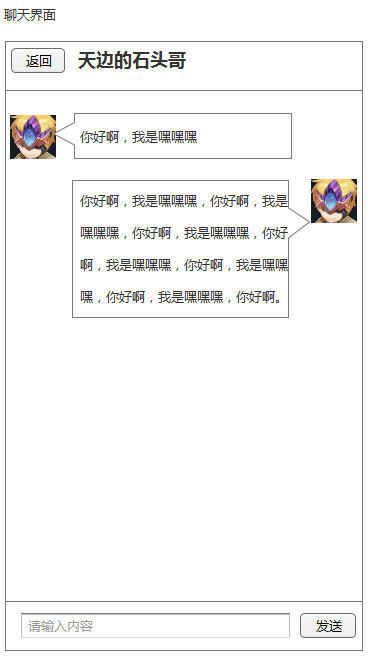 聊天界面
返回
天边的石头哥
你好啊，我是嘿嘿嘿
你好啊，我是嘿嘿嘿，你好啊，我是
嘿嘿嘿，你好啊，我是嘿嘿嘿，你好
啊，我是嘿嘿嘿，你好啊，我是嘿嘿
嘿，你好啊，我是嘿嘿嘿，你好啊。
请输入内容
发送